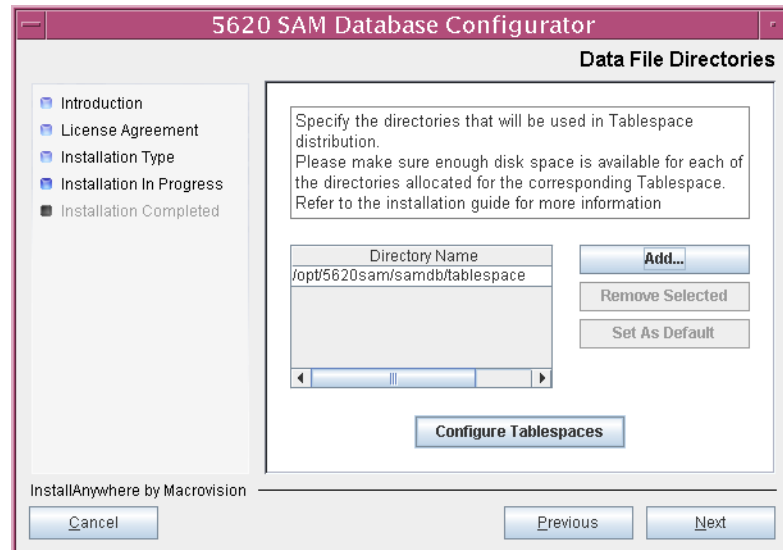 5620 SAM Database Configurator
Data File Directories
Introduction
License Agreement
Installation Type
Installation In Progress
Installation Completed
Specify the directories that will be used in Tablespace
distribution.
Please make sure enough disk space is available for each of
the directories allocated for the corresponding Tablespace.
Refer to the installation guide for more information
Directory Name
/opt/5620sam/samdb/tablespace
Add...
Remove Selected
Set As Default
Configure Tablespaces
InstallAnywhere by Macrovision
Cancel
Previous
Next